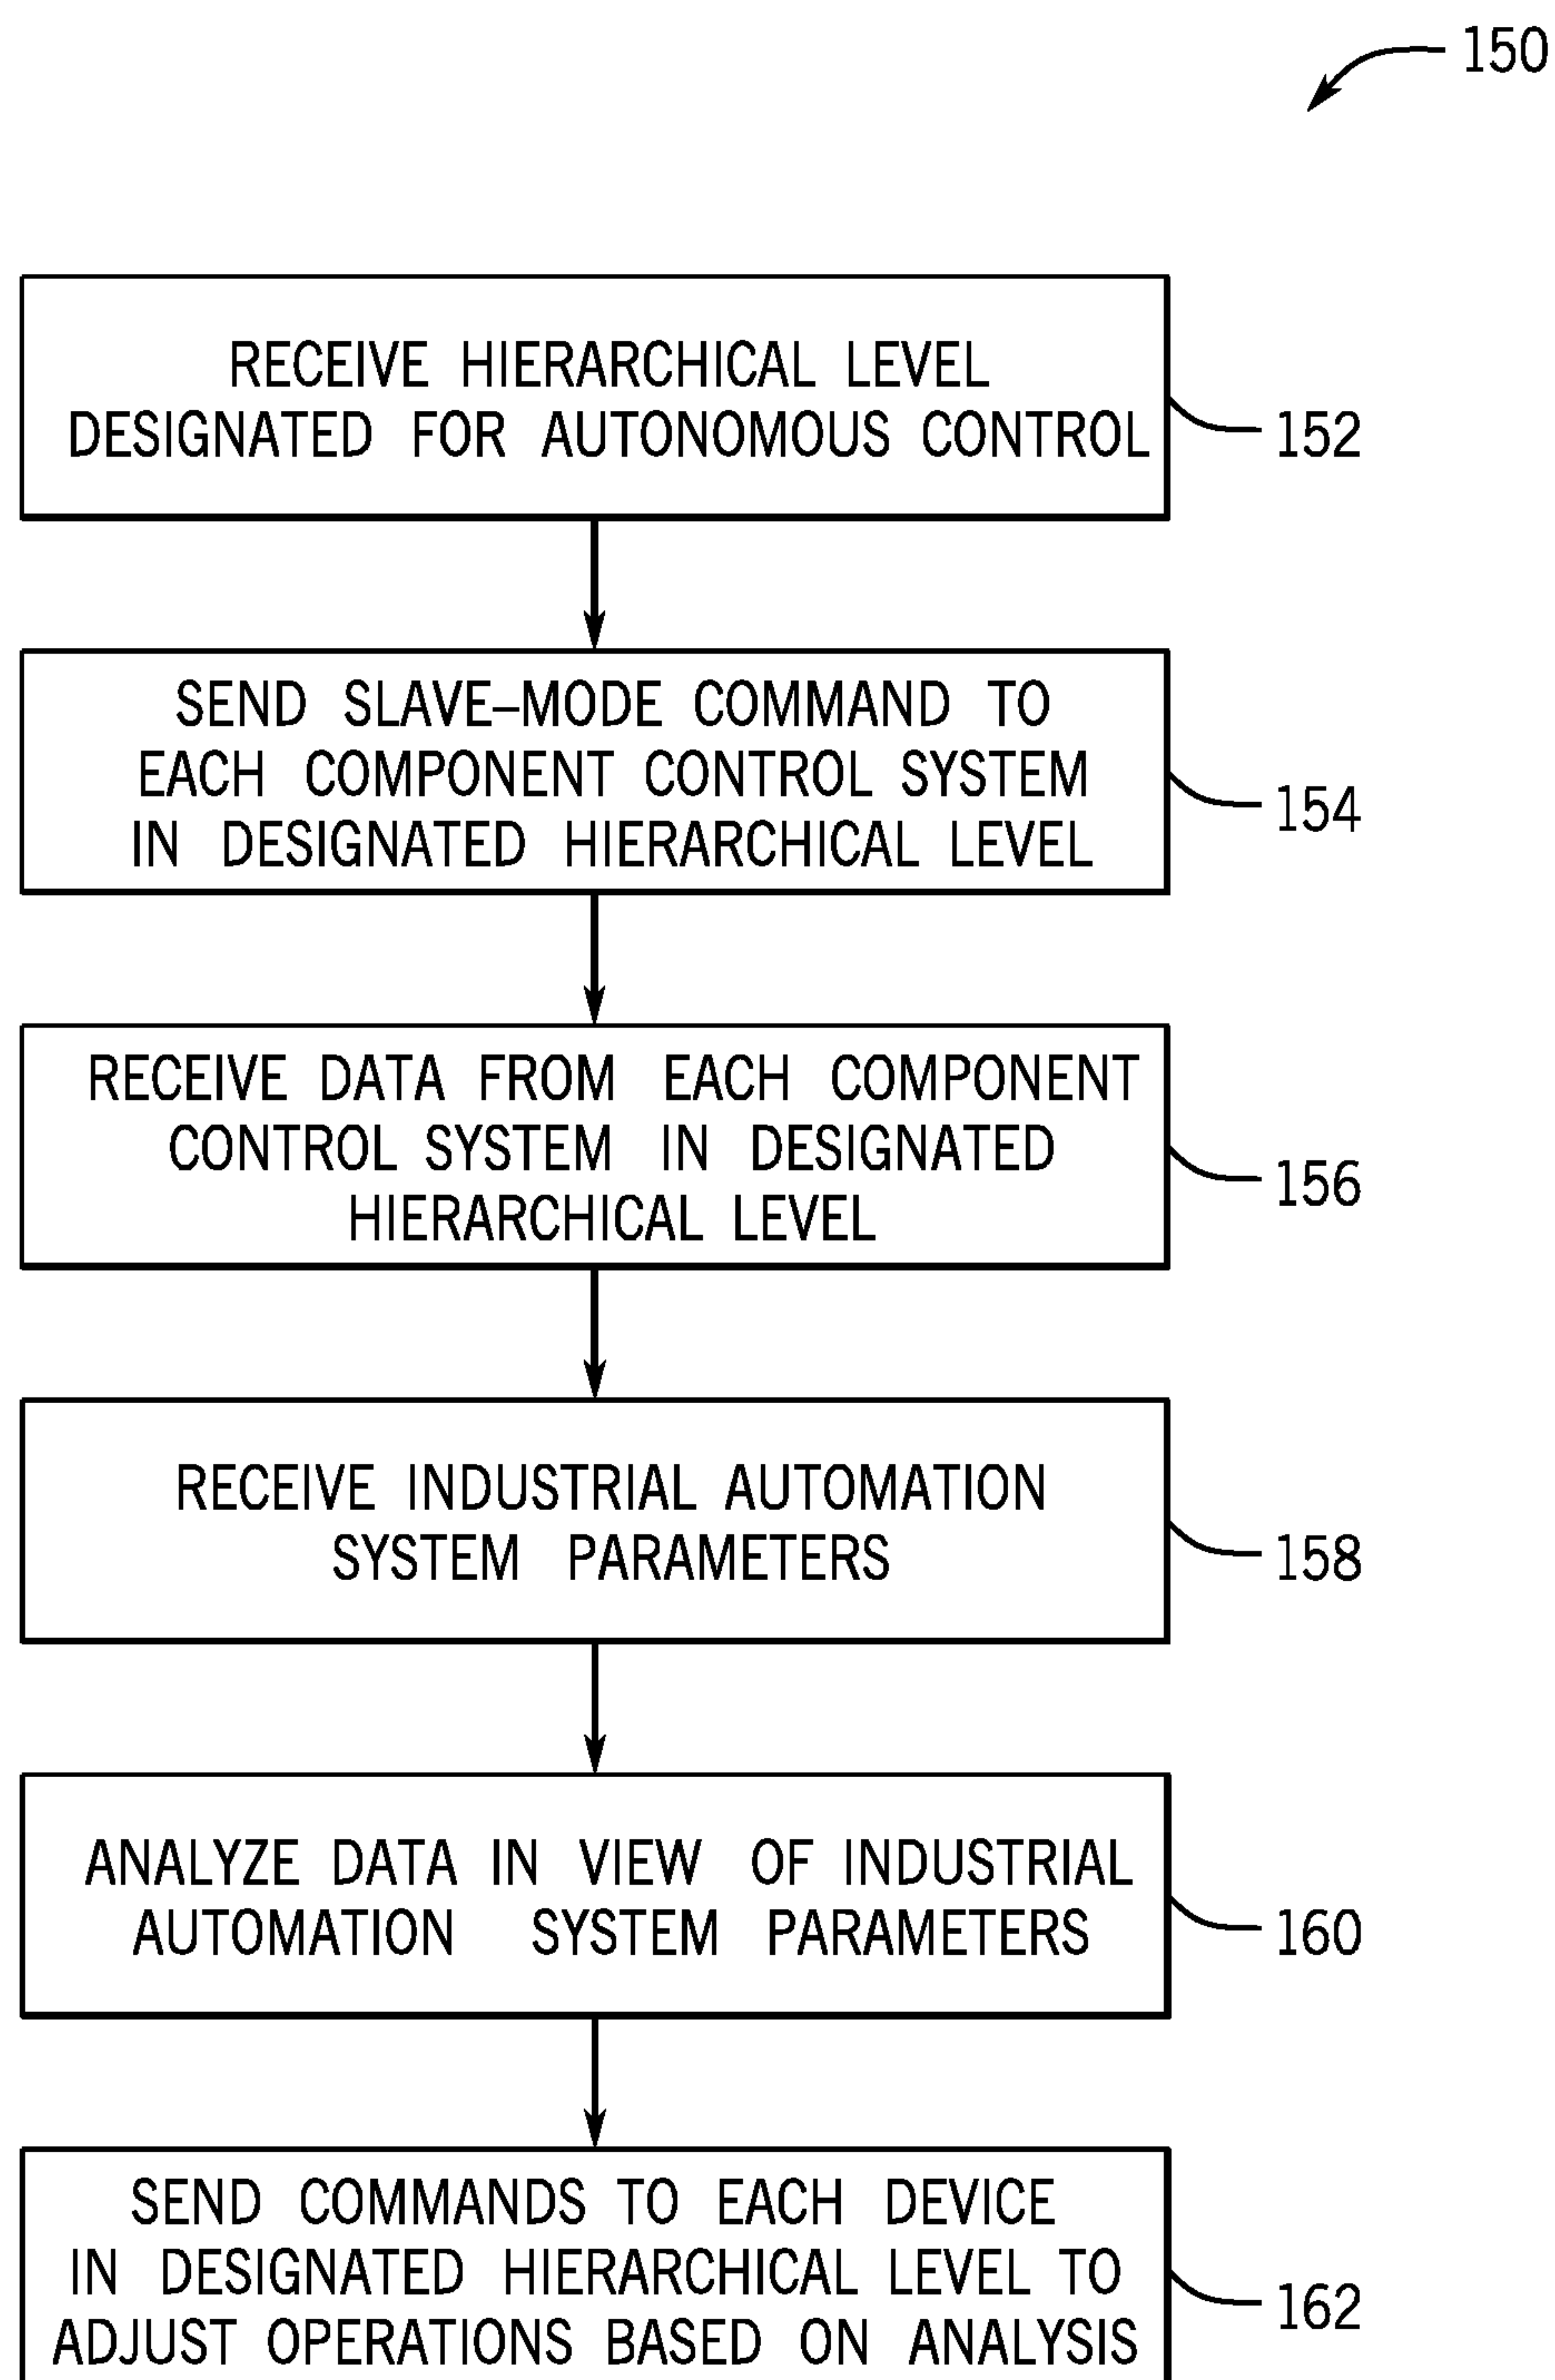 150
RECEIVE HIERARCHICAL LEVEL
DESIGNATED FOR AUTONOMOUS CONTROL
152
SEND SLAVE–MODE COMMAND TO
EACH COMPONENT CONTROL SYSTEM
IN DESIGNATED HIERARCHICAL LEVEL
154
RECEIVE DATA FROM EACH COMPONENT
CONTROL SYSTEM IN DESIGNATED
HIERARCHICAL LEVEL
156
RECEIVE INDUSTRIAL AUTOMATION
SYSTEM PARAMETERS
158
ANALYZE DATA IN VIEW OF INDUSTRIAL
AUTOMATION SYSTEM PARAMETERS
160
SEND COMMANDS TO EACH DEVICE
IN DESIGNATED HIERARCHICAL LEVEL TO
ADJUST OPERATIONS BASED ON ANALYSIS
162